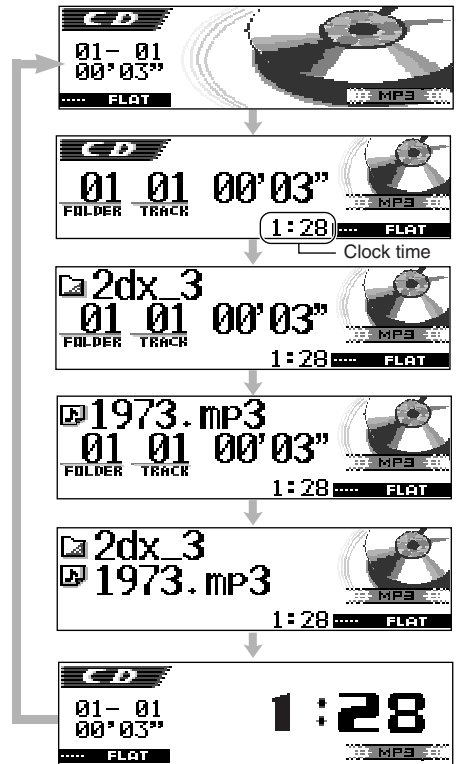 CD
01- 01
00’03”
FLAT
MP3
CD
01 01 00’03”
FOLDER TRACK
MP3
1:28 FLAT
Clock time
2dx_3
01 01 00’03”
FOLDER TRACK
MP3
1:28 FLAT
1973.mp3
01 01 00’03”
FOLDER TRACK
MP3
1:28 FLAT
2dx_3
1973.mp3
MP3
1:28 FLAT
CD
01- 01
00’03”
1:28
FLAT
MP3